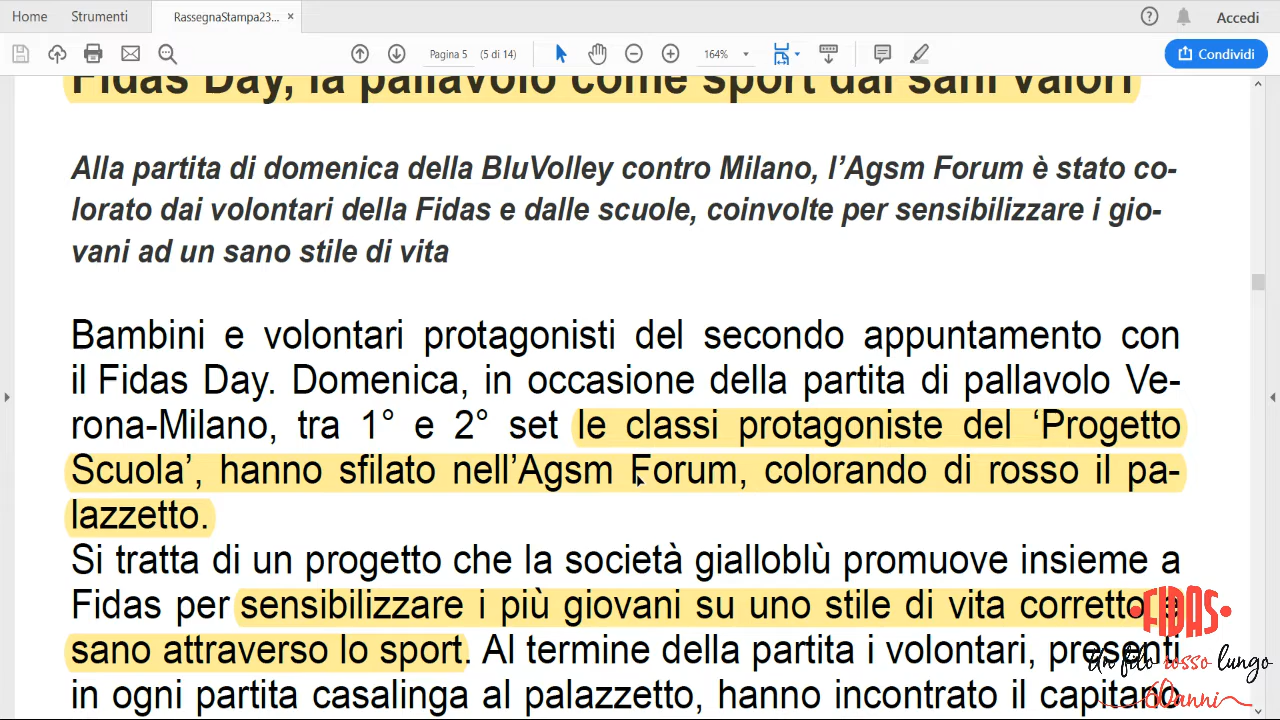 Home Strumenti RassegnaStampa23... × ? Accedi
Pagina 5 (5 di 14) 164% Condividi
Fidas Day, la pallavolo come sport dai sani valori
Alla partita di domenica della BluVolley contro Milano, l’Agsm Forum è stato co-
lorato dai volontari della Fidas e dalle scuole, coinvolte per sensibilizzare i gio-
vani ad un sano stile di vita
Bambini e volontari protagonisti del secondo appuntamento con
il Fidas Day. Domenica, in occasione della partita di pallavolo Ve-
rona-Milano, tra 1° e 2° set le classi protagoniste del ‘Progetto
Scuola’, hanno sfilato nell’Agsm Forum, colorando di rosso il pa-
lazzetto.
Si tratta di un progetto che la società gialloblù promuove insieme a
Fidas per sensibilizzare i più giovani su uno stile di vita corretto e
sano attraverso lo sport. Al termine della partita i volontari, presenti
in ogni partita casalinga al palazzetto, hanno incontrato il capitano
FIDAS
Un filo rosso lungo
60anni